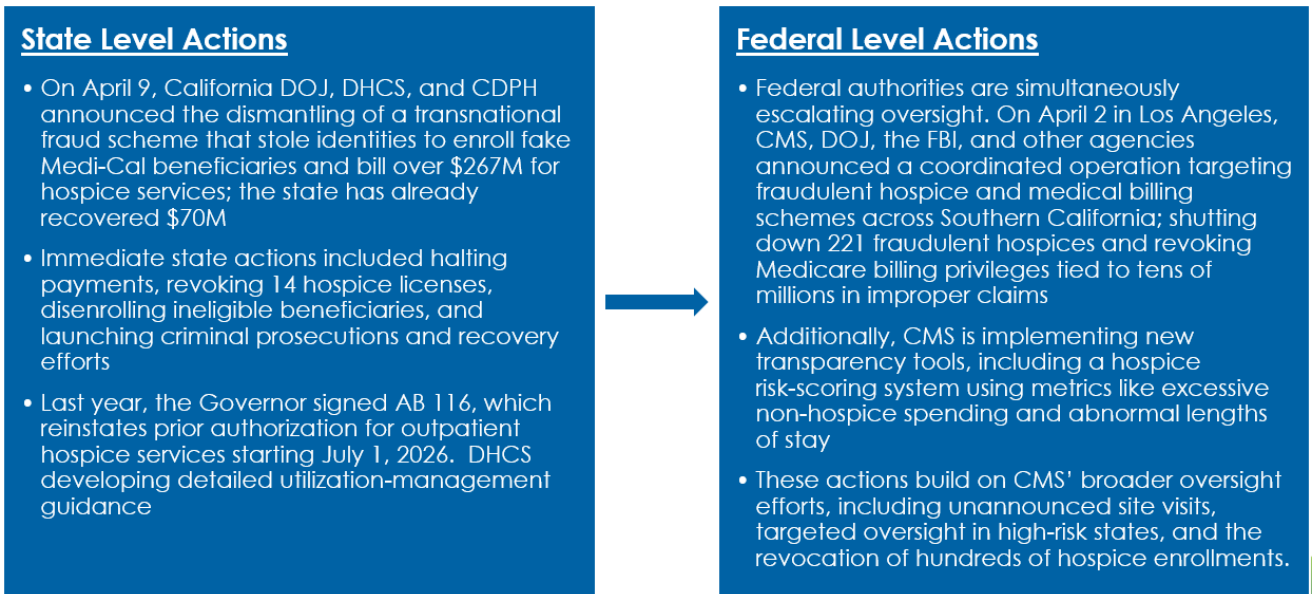 State Level Actions
• On April 9, California DOJ, DHCS, and CDPH
announced the dismantling of a transnational
fraud scheme that stole identities to enroll fake
Medi-Cal beneficiaries and bill over $267M for
hospice services; the state has already
recovered $70M
• Immediate state actions included halting
payments, revoking 14 hospice licenses,
disenrolling ineligible beneficiaries, and
launching criminal prosecutions and recovery
efforts
• Last year, the Governor signed AB 116, which
reinstates prior authorization for outpatient
hospice services starting July 1, 2026.  DHCS
developing detailed utilization-management
guidance
Federal Level Actions
• Federal authorities are simultaneously
escalating oversight. On April 2 in Los Angeles,
CMS, DOJ, the FBI, and other agencies
announced a coordinated operation targeting
fraudulent hospice and medical billing
schemes across Southern California; shutting
down 221 fraudulent hospices and revoking
Medicare billing privileges tied to tens of
millions in improper claims
• Additionally, CMS is implementing new
transparency tools, including a hospice
risk-scoring system using metrics like excessive
non-hospice spending and abnormal lengths
of stay
• These actions build on CMS’ broader oversight
efforts, including unannounced site visits,
targeted oversight in high-risk states, and the
revocation of hundreds of hospice enrollments.